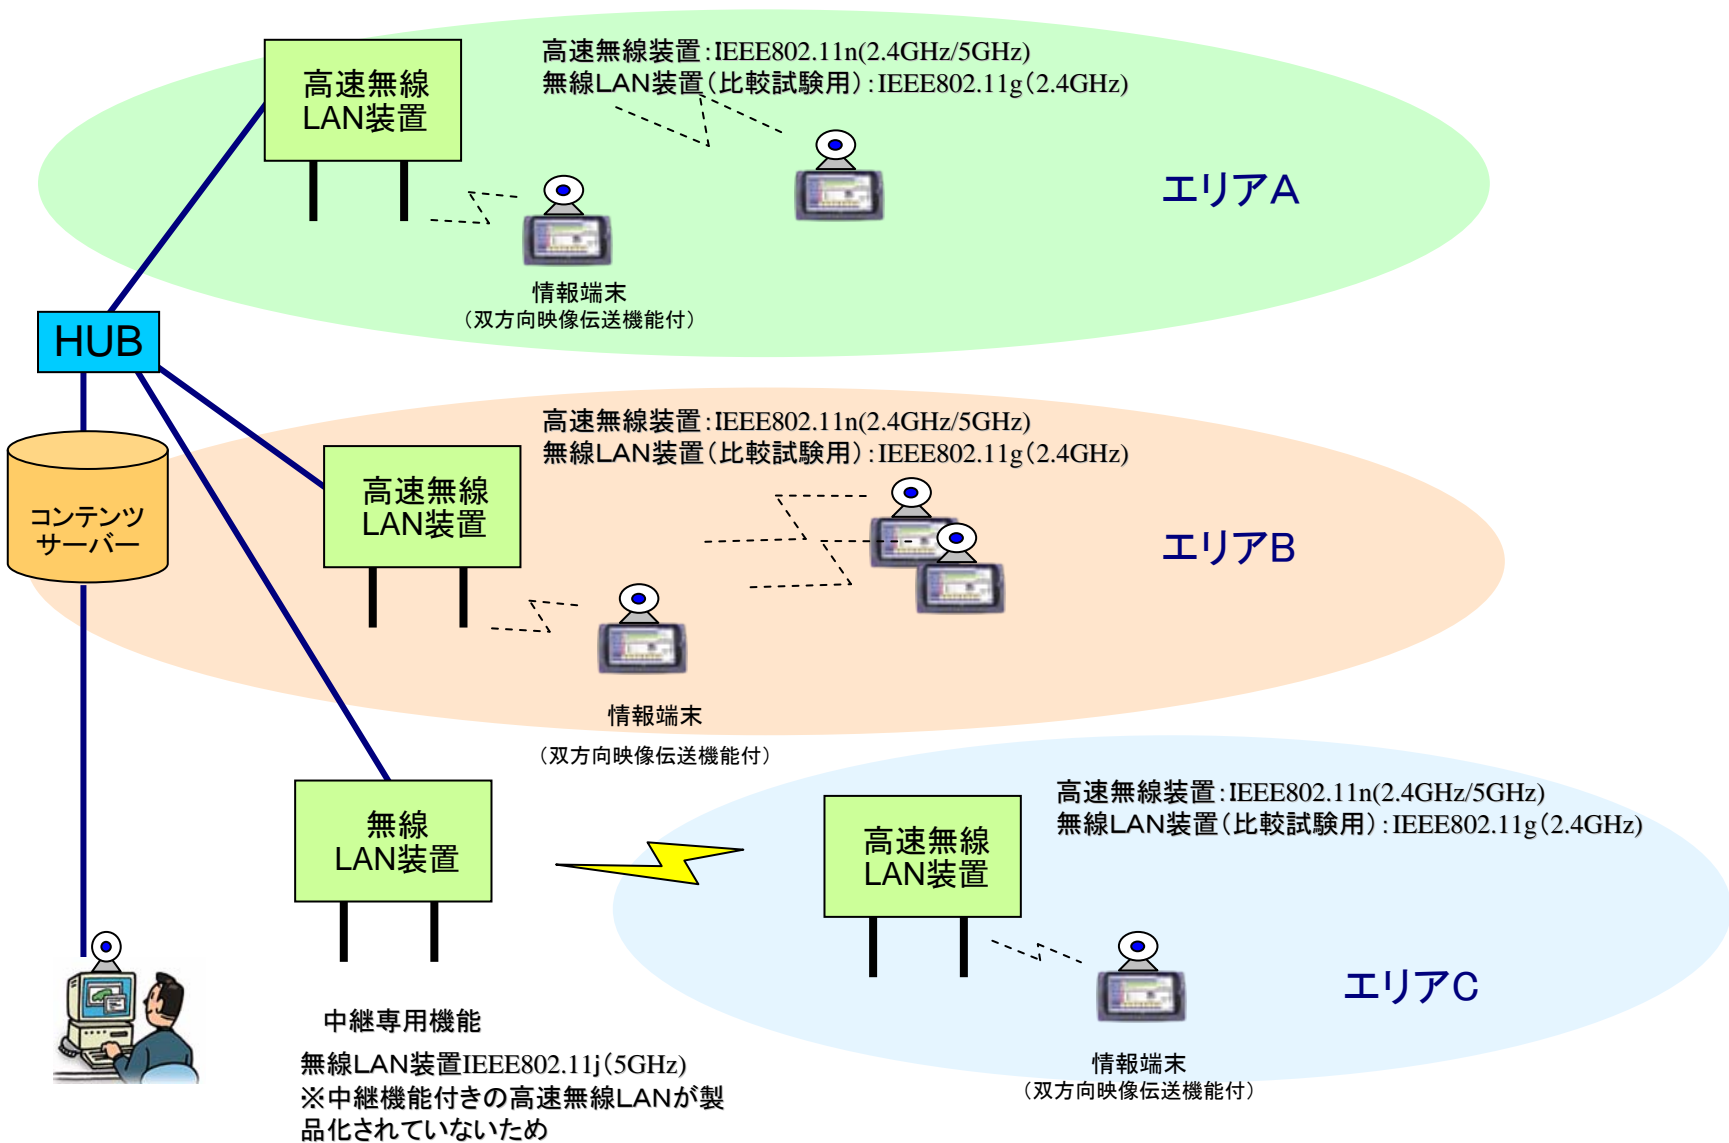 高速無線
LAN装置
高速無線装置:IEEE802.11n(2.4GHz/5GHz)
無線LAN装置(比較試験用):IEEE802.11g(2.4GHz)
エリアA
情報端末
(双方向映像伝送機能付)
HUB
コンテンツ
サーバー
高速無線装置:IEEE802.11n(2.4GHz/5GHz)
無線LAN装置(比較試験用):IEEE802.11g(2.4GHz)
高速無線
LAN装置
エリアB
情報端末
(双方向映像伝送機能付)
無線
LAN装置
高速無線装置:IEEE802.11n(2.4GHz/5GHz)
無線LAN装置(比較試験用):IEEE802.11g(2.4GHz)
高速無線
LAN装置
エリアC
情報端末
(双方向映像伝送機能付)
中継専用機能
無線LAN装置IEEE802.11j(5GHz)
※中継機能付きの高速無線LANが製
品化されていないため